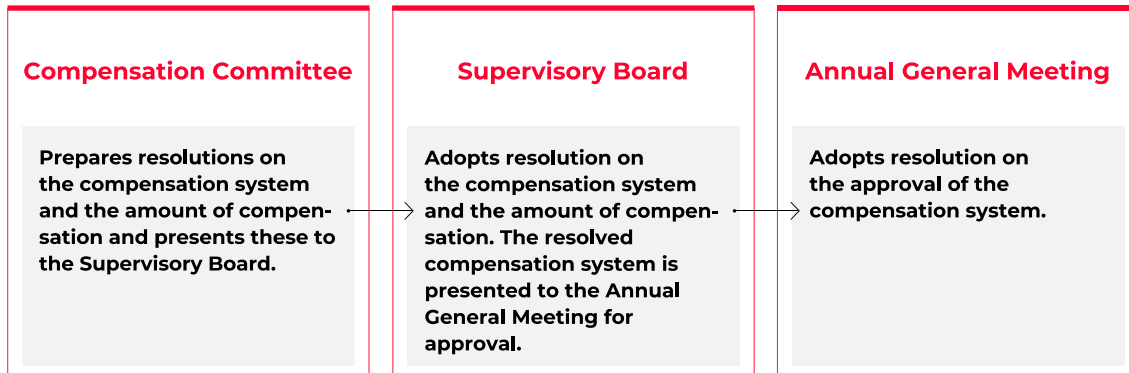 Compensation Committee
Prepares resolutions on
the compensation system
and the amount of compen-
sation and presents these to
the Supervisory Board.
Supervisory Board
Adopts resolution on
the compensation system
and the amount of compen-
sation. The resolved
compensation system is
presented to the Annual
General Meeting for
approval.
Annual General Meeting
Adopts resolution on
the approval of the
compensation system.